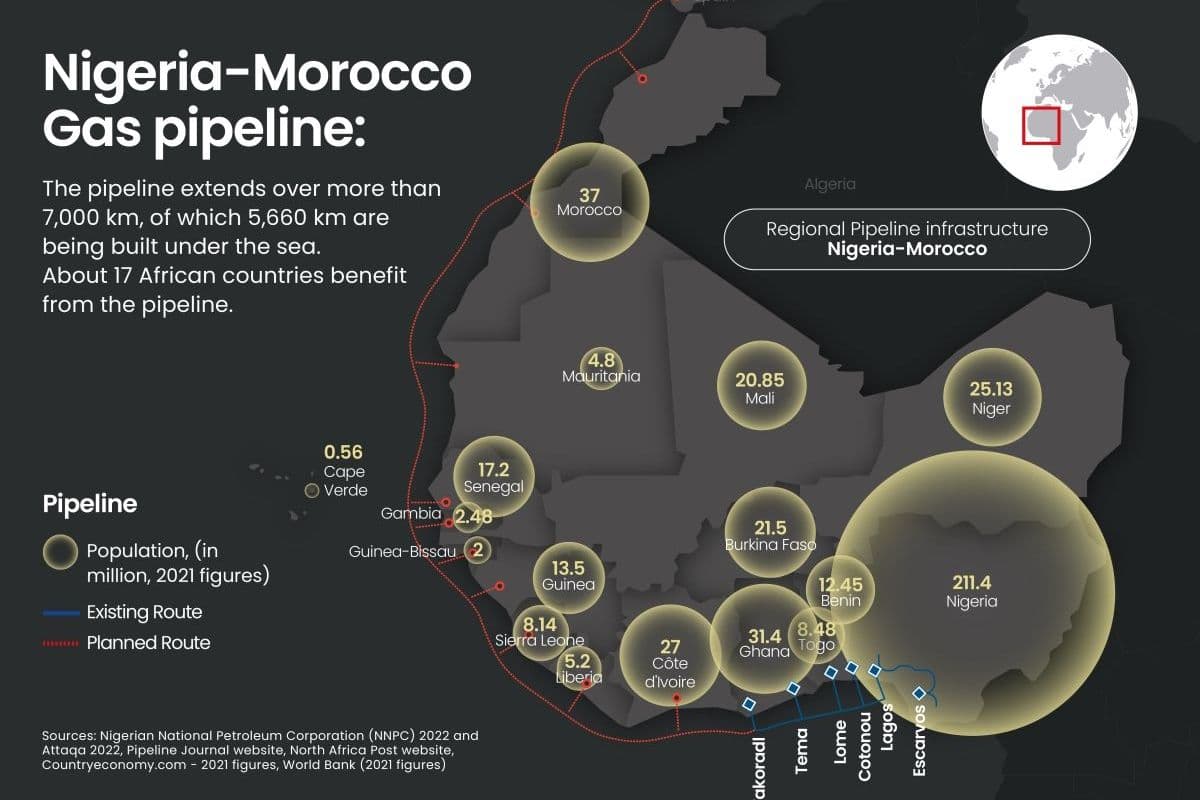 Nigeria-Morocco
Gas pipeline:
The pipeline extends over more than
7,000 km, of which 5,660 km are
being built under the sea.
About 17 African countries benefit
from the pipeline.
Algeria
Regional Pipeline infrastructure
Nigeria-Morocco
37
Morocco
4.8
Mauritania
20.85
Mali
25.13
Niger
0.56
Cape
Verde
17.2
Senegal
Gambia
2.48
Guinea-Bissau
2
13.5
Guinea
21.5
Burkina Faso
12.45
Benin
211.4
Nigeria
8.14
Sierra Leone
5.2
Liberia
27
Côte
d'Ivoire
31.4
Ghana
8.48
Togo
akoradI
Tema
Lome
Cotonou
Lagos
Escarvos
Pipeline
Population, (in
million, 2021 figures)
Existing Route
Planned Route
Sources: Nigerian National Petroleum Corporation (NNPC) 2022 and
Attaqa 2022, Pipeline Journal website, North Africa Post website,
Countryeconomy.com - 2021 figures, World Bank (2021 figures)